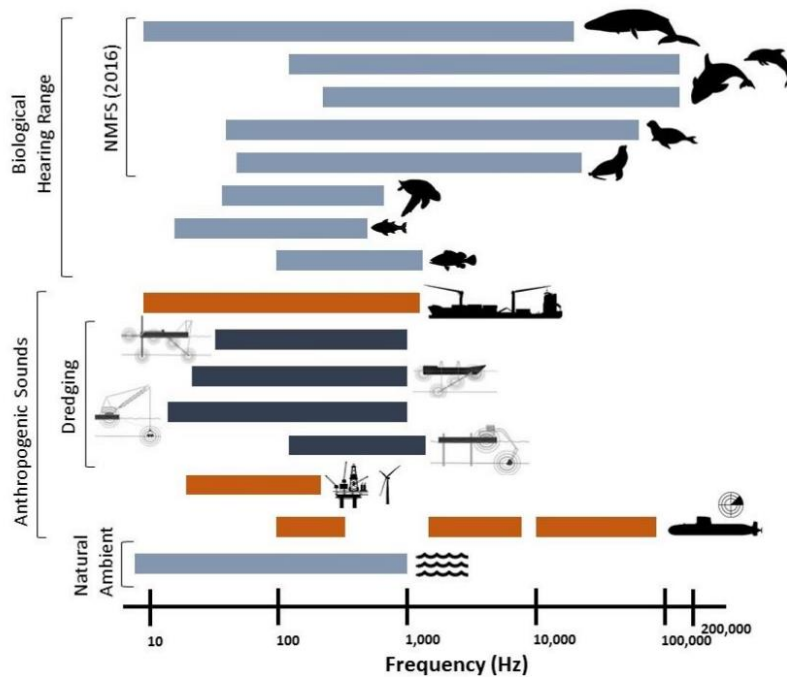 Biological
Hearing Range
NMFS (2016)
Anthropogenic Sounds
Dredging
Natural
Ambient
10
100
1,000
10,000
100,000
200,000
Frequency (Hz)